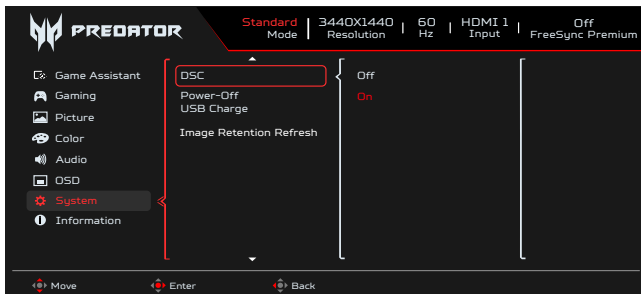 PREDATOR
Standard Mode
3440X1440 Resolution
60 Hz
HDMI 1 Input
Off FreeSync Premium
Game Assistant
Gaming
Picture
Color
Audio
OSD
System
Information
DSC
Power-Off
USB Charge
Image Retention Refresh
Off
On
Move
Enter
Back